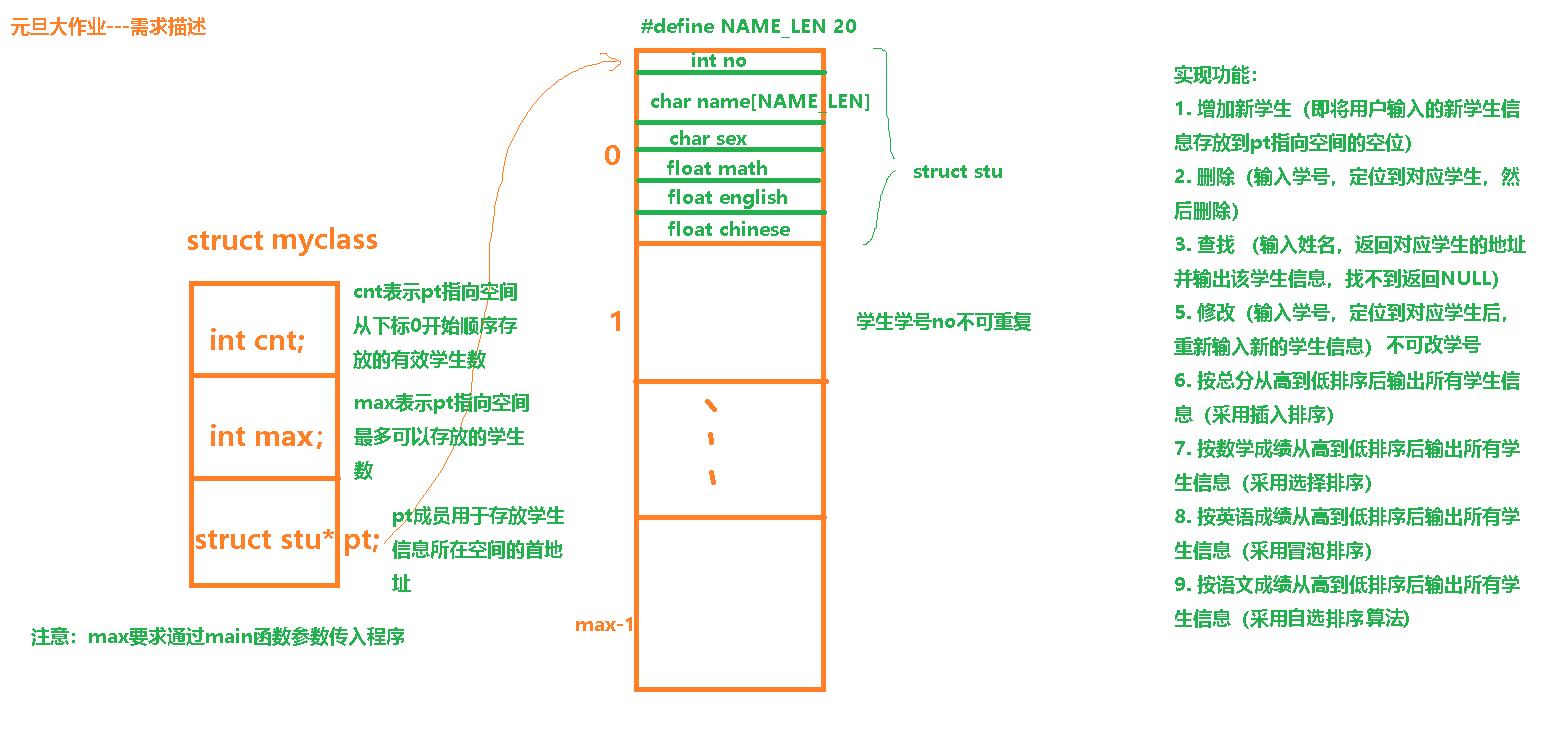 元旦大作业---需求描述
#define NAME_LEN 20
int no
char name[NAME_LEN]
char sex
float math
float english
float chinese
0
struct stu
1
max-1
学生学号no不可重复
struct myclass
int cnt;
int max;
struct stu* pt;
cnt表示pt指向空间
从下标0开始顺序存
放的有效学生数
max表示pt指向空间
最多可以存放的学生
数
pt成员用于存放学生
信息所在空间的首地
址
注意：max要求通过main函数参数传入程序
实现功能：
1. 增加新学生（即将用户输入的新学生信
息存放到pt指向空间的空位）
2. 删除（输入学号，定位到对应学生，然
后删除）
3. 查找 （输入姓名，返回对应学生的地址
并输出该学生信息，找不到返回NULL）
5. 修改（输入学号，定位到对应学生后，
重新输入新的学生信息） 不可改学号
6. 按总分从高到低排序后输出所有学生信
息（采用插入排序）
7. 按数学成绩从高到低排序后输出所有学
生信息（采用选择排序）
8. 按英语成绩从高到低排序后输出所有学
生信息（采用冒泡排序）
9. 按语文成绩从高到低排序后输出所有学
生信息（采用自选排序算法）